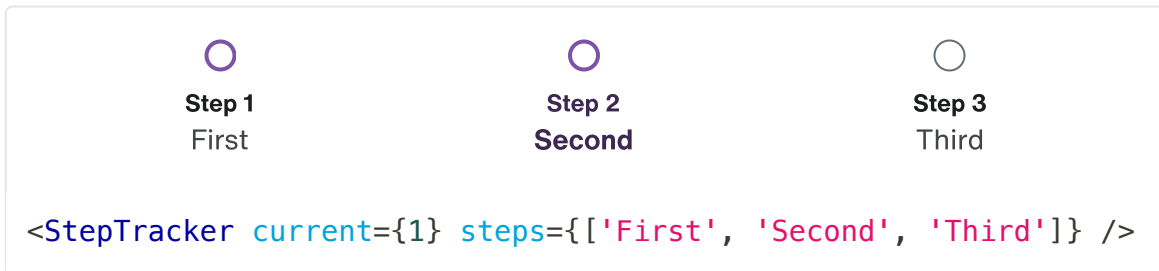 Step 1 Step 2 Step 3
First Second Third
<StepTracker current={1} steps={['First', 'Second', 'Third']} />